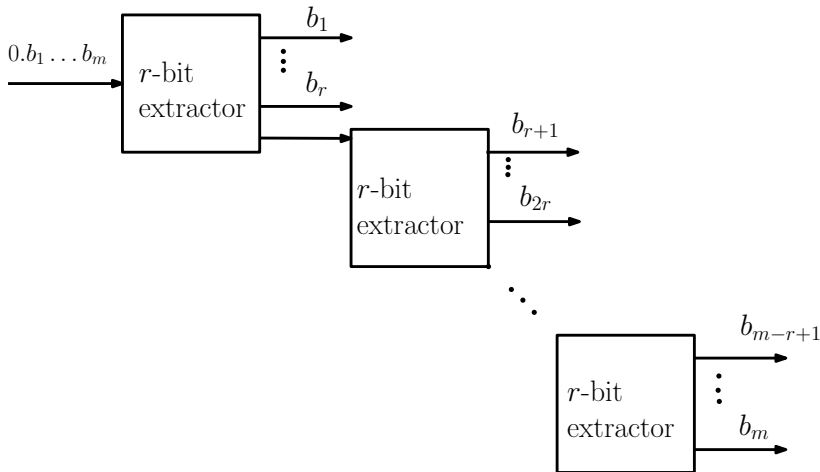 b₁
0.b₁ … bₘ
r-bit
extractor
bᵣ
bᵣ₊₁
r-bit
extractor
b₂ᵣ
bₘ₋ᵣ₊₁
r-bit
extractor
bₘ